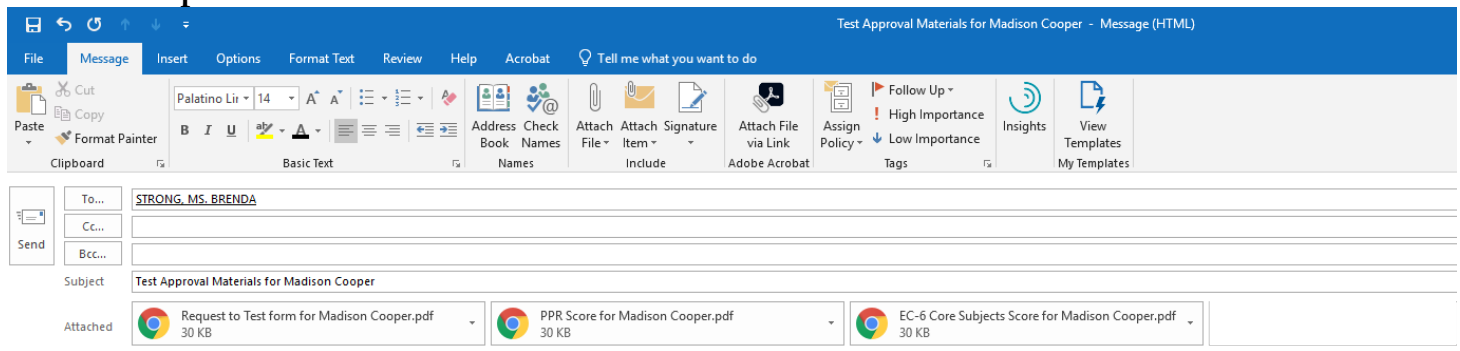 Test Approval Materials for Madison Cooper - Message (HTML)
File Message Insert Options Format Text Review Help Acrobat Tell me what you want to do
Cut
Copy
Paste
Format Painter
Clipboard
Palatino Lir 14
B I U
Basic Text
Address Book
Check Names
Names
Attach File
Attach Item
Signature
Include
Attach File via Link
Adobe Acrobat
Assign Policy
Follow Up
High Importance
Low Importance
Tags
Insights
View Templates
My Templates
Send
To... STRONG, MS. BRENDA
Cc...
Bcc...
Subject Test Approval Materials for Madison Cooper
Attached
Request to Test form for Madison Cooper.pdf
30 KB
PPR Score for Madison Cooper.pdf
30 KB
EC-6 Core Subjects Score for Madison Cooper.pdf
30 KB